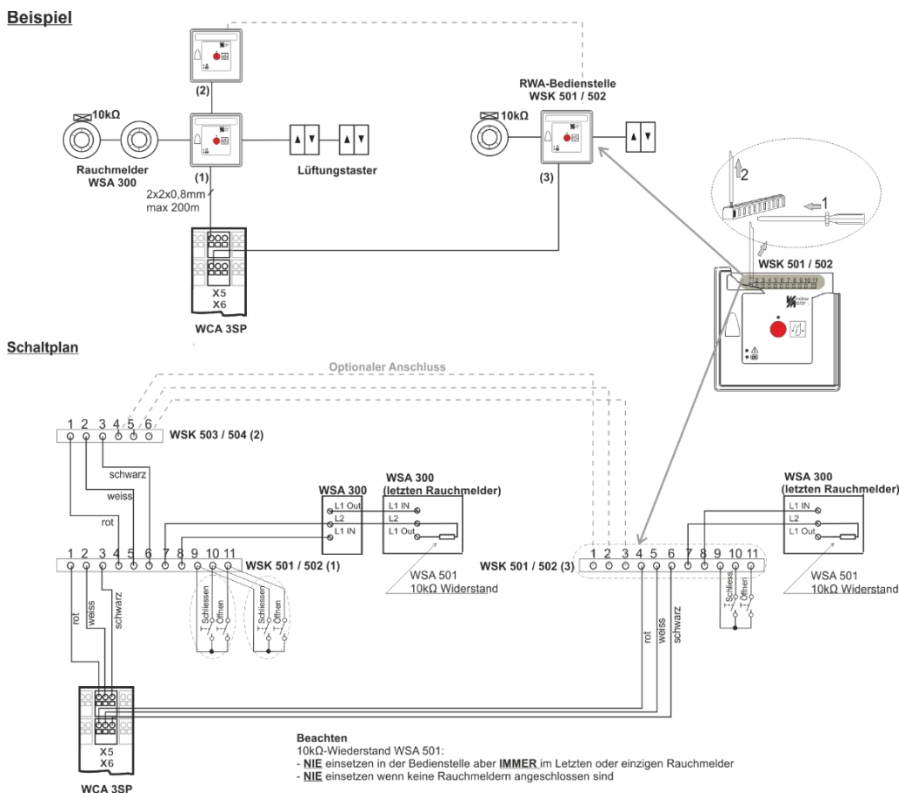 Beispiel
(2)
RWA-Bedienstelle
WSK 501 / 502
10kΩ
10kΩ
Rauchmelder
WSA 300
(1)
Lüftungstaster
(3)
2x2x0,8mm
max 200m
2
1
WSK 501 / 502
X5
X6
WCA 3SP
Schaltplan
Optionaler Anschluss
1 2 3 4 5 6
WSK 503 / 504 (2)
schwarz
weiss
rot
WSA 300
WSA 300
(letzten Rauchmelder)
WSA 300
(letzten Rauchmelder)
L1 Out
L2
L1 IN
L1 IN
L2
L1 Out
L1 IN
L2
L1 Out
1 2 3 4 5 6 7 8 9 10 11
WSK 501 / 502 (1)
WSA 501
10kΩ Widerstand
WSK 501 / 502 (3)
1 2 3 4 5 6 7 8 9 10 11
WSA 501
10kΩ Widerstand
rot
weiss
schwarz
Schliessen
Öffnen
Schliessen
Öffnen
rot
weiss
schwarz
Schliess.
Öffnen
X5
X6
WCA 3SP
Beachten
10kΩ-Wiederstand WSA 501:
- NIE einsetzen in der Bedienstelle aber IMMER im Letzten oder einzigen Rauchmelder
- NIE einsetzen wenn keine Rauchmeldern angeschlossen sind